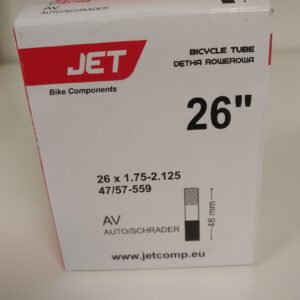 JET
Bike Components
AV
BICYCLE TUBE
DĘTKA ROWEROWA
26"
26 x 1.75-2.125
47/57-559
AV
AUTO/SCHRADER
48 mm
www.jetcomp.eu